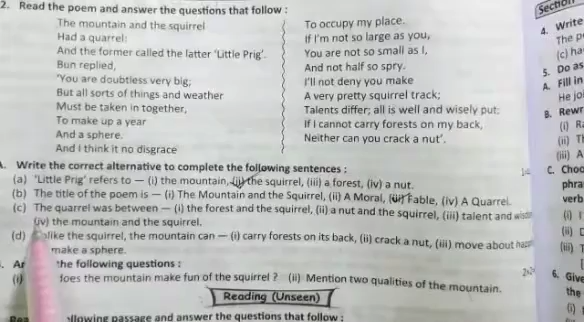 2. Read the poem and answer the questions that follow :
The mountain and the squirrel
Had a quarrel:
And the former called the latter 'Little Prig'.
Bun replied,
'You are doubtless very big;
But all sorts of things and weather
Must be taken in together,
To make up a year
And a sphere.
And I think it no disgrace
To occupy my place.
If I'm not so large as you,
You are not so small as I,
And not half so spry.
I'll not deny you make
A very pretty squirrel track;
Talents differ; all is well and wisely put:
If I cannot carry forests on my back,
Neither can you crack a nut'.
A. Write the correct alternative to complete the following sentences :
(a) 'Little Prig' refers to — (i) the mountain, (ii) the squirrel, (iii) a forest, (iv) a nut.
(b) The title of the poem is — (i) The Mountain and the Squirrel, (ii) A Moral, (iii) Fable, (iv) A Quarrel.
(c) The quarrel was between — (i) the forest and the squirrel, (ii) a nut and the squirrel, (iii) talent and
(iv) the mountain and the squirrel.
(d) like the squirrel, the mountain can — (i) carry forests on its back, (ii) crack a nut, (iii) move about
make a sphere.
the following questions :
(i) does the mountain make fun of the squirrel ? (ii) Mention two qualities of the mountain.
Reading (Unseen)
passage and answer the questions that follow :
Section
4. Write
The
(c)
5. Do as
A. Fill in
He
B. Rewr
(i)
(ii)
(iii) A
C. Choo
phra
verb
(i)
(ii)
(iii)
6. Give
the
(i)